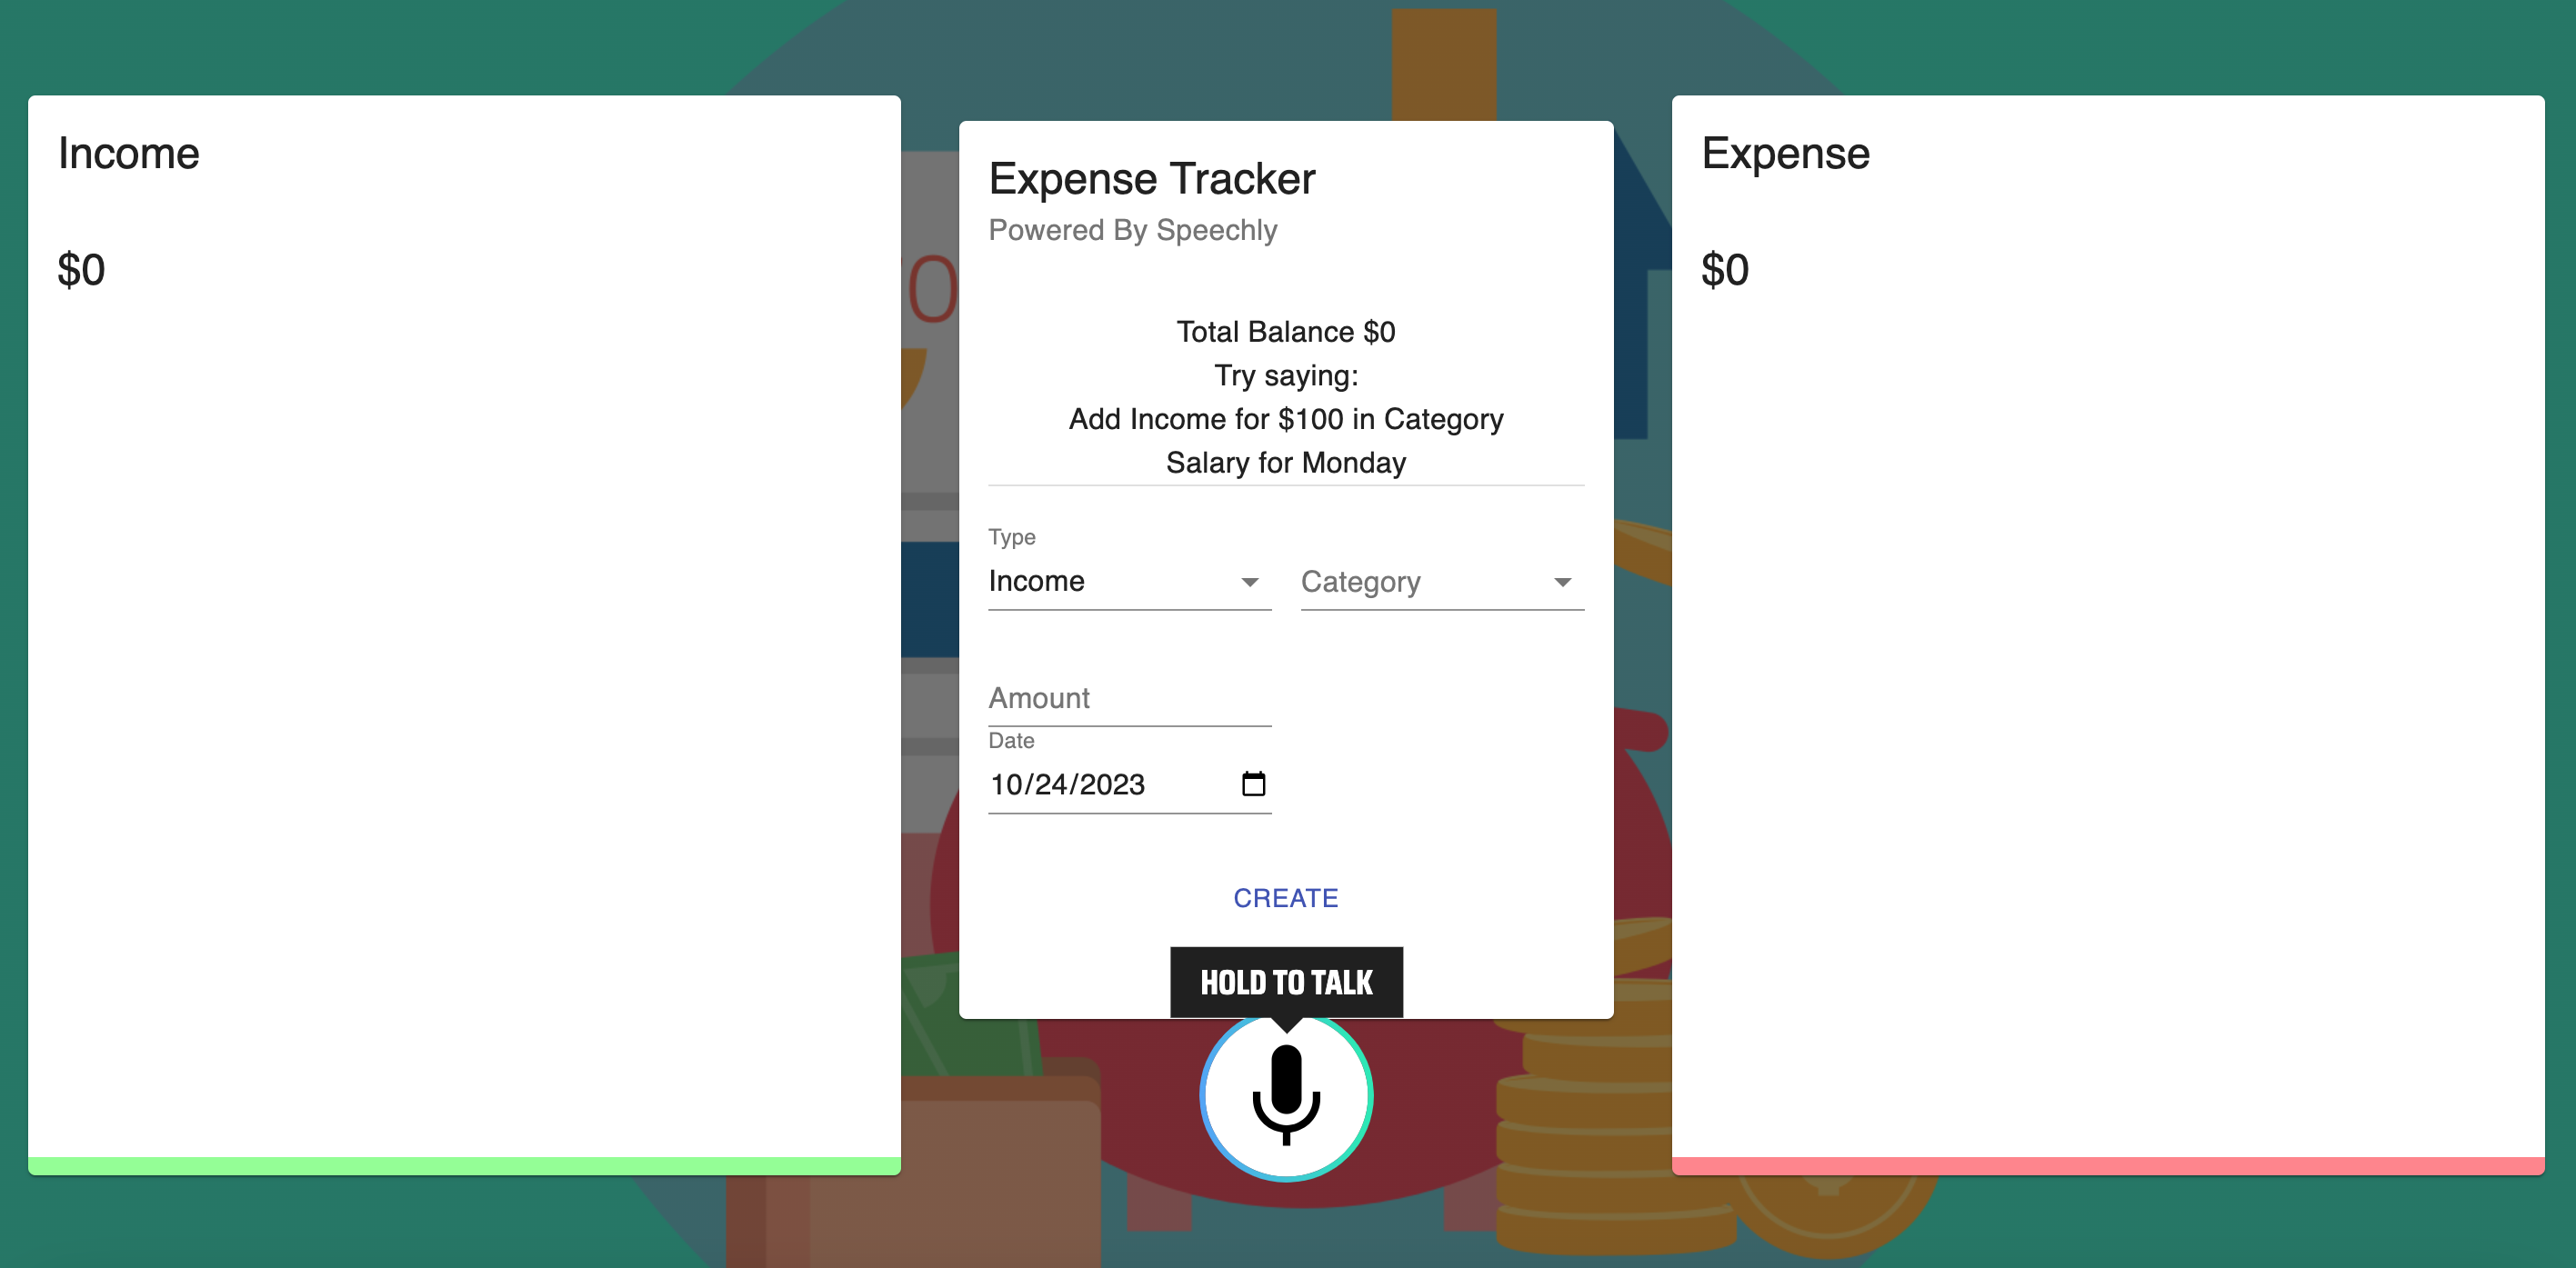 Income
$0
Expense Tracker
Powered By Speechly
Total Balance $0
Try saying:
Add Income for $100 in Category
Salary for Monday
Type
Income
Category
Amount
Date
10/24/2023
CREATE
HOLD TO TALK
Expense
$0
0